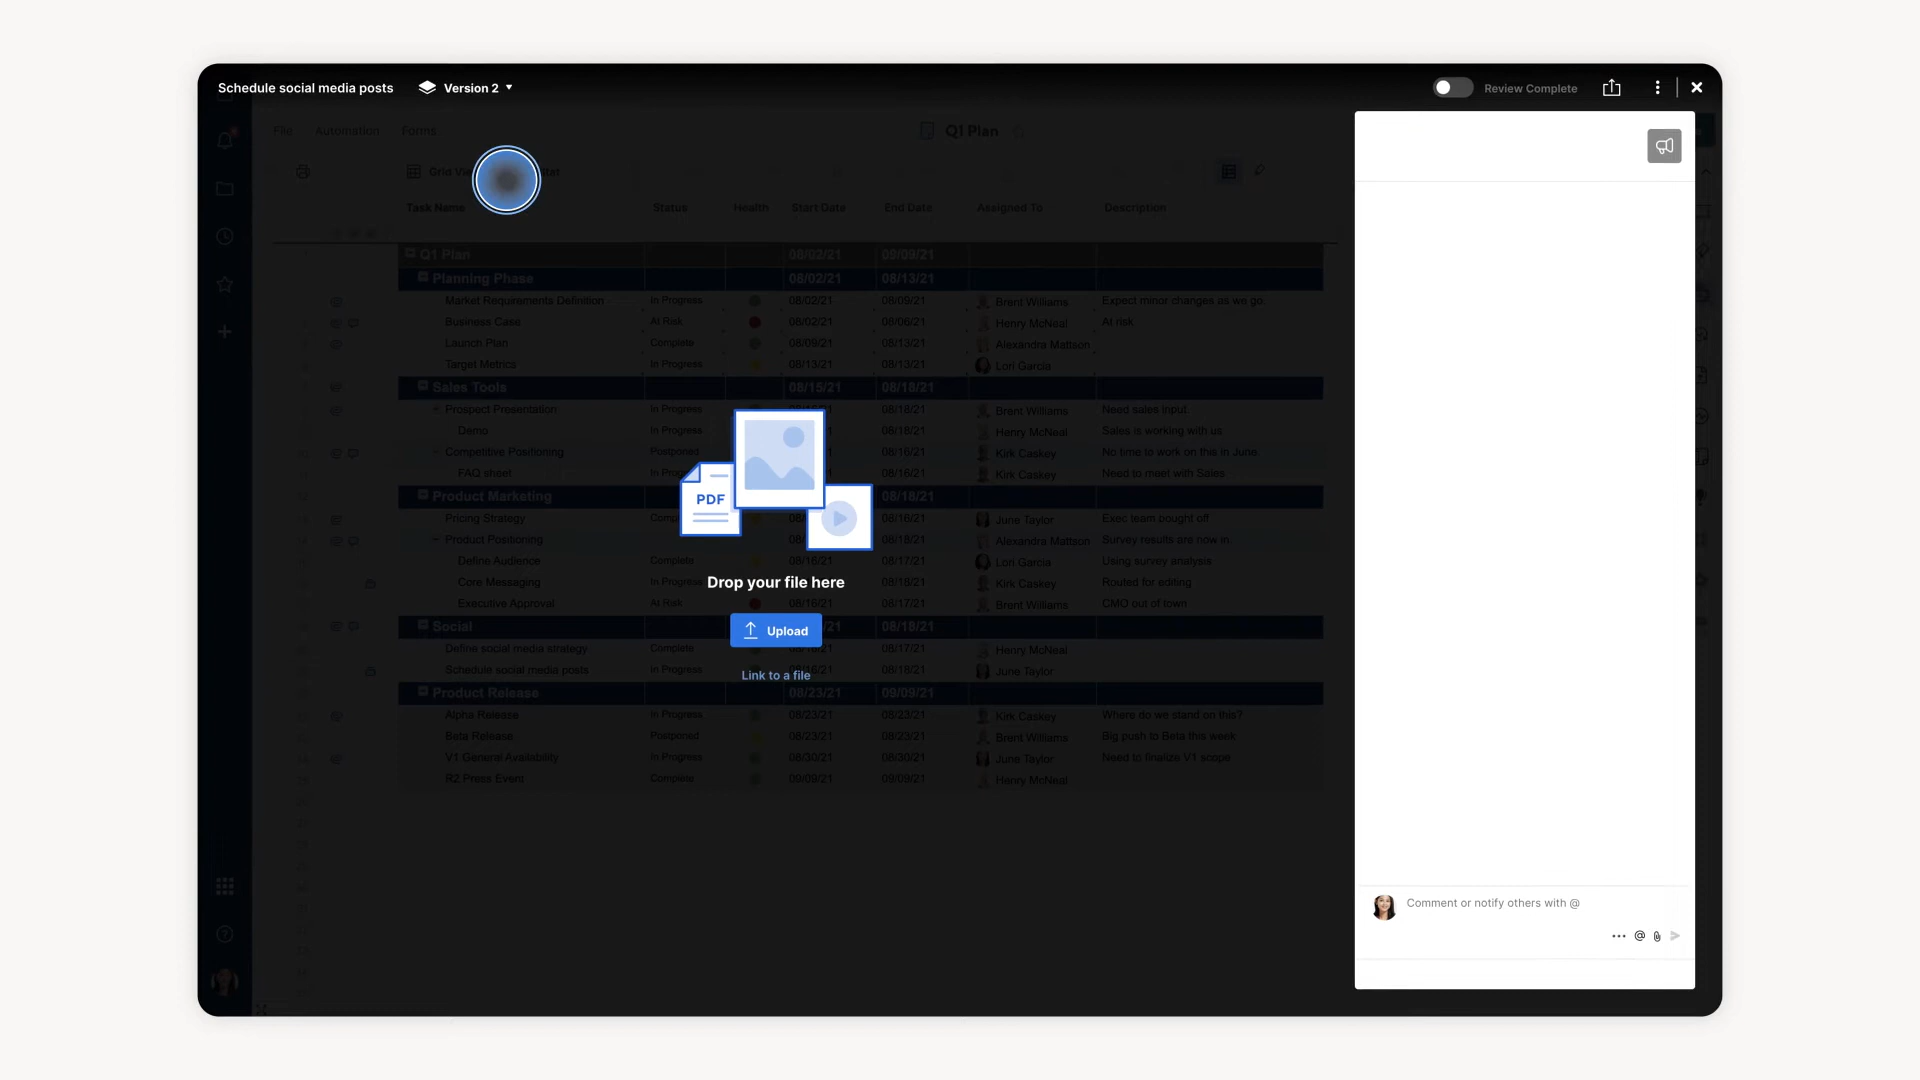 Schedule social media posts Version 2 Review Complete
File Automation Forms Q1 Plan
Grid
Task Name Status Health Start Date End Date Assigned To Description
Q1 Plan 08/02/21 09/09/21
Planning Phase 08/02/21 08/13/21
Market Requirements Definition In Progress 08/02/21 08/09/21 Brent Williams Expect minor changes as we go.
Business Case At Risk 08/02/21 08/06/21 Henry McNeal At risk
Launch Plan Complete 08/09/21 08/13/21 Alexandra Mattson
Target Metrics In Progress 08/13/21 08/13/21 Lori Garcia
Sales Tools 08/15/21 08/18/21
Prospect Presentation In Progress 08/18/21 Brent Williams Need sales input.
Demo In Progress 08/18/21 Henry McNeal Sales is working with us
Competitive Positioning Postponed 08/16/21 Kirk Caskey No time to work on this in June.
FAQ sheet 08/16/21 Kirk Caskey Need to meet with Sales
Product Marketing 08/18/21
Pricing Strategy 08/16/21 June Taylor Exec team bought off
Product Positioning 08/18/21 Alexandra Mattson Survey results are now in.
Define Audience Complete 08/16/21 08/17/21 Lori Garcia Using survey analysis
Core Messaging In Progress 08/18/21 Kirk Caskey Routed for editing
Executive Approval At Risk 08/16/21 08/17/21 Brent Williams CMO out of town
Social 08/18/21
Define social media strategy Complete 08/17/21 Henry McNeal
Schedule social media posts In Progress 08/16/21 08/18/21 June Taylor
Product Release 08/23/21 09/09/21
Alpha Release In Progress 08/23/21 08/23/21 Kirk Caskey Where do we stand on this?
Beta Release Postponed 08/23/21 08/23/21 Brent Williams Big push to Beta this week
V1 General Availability In Progress 08/30/21 08/30/21 June Taylor Need to finalize V1 scope
R2 Press Event Complete 09/09/21 09/09/21 Henry McNeal
PDF
Drop your file here
Upload
Link to a file
Comment or notify others with @